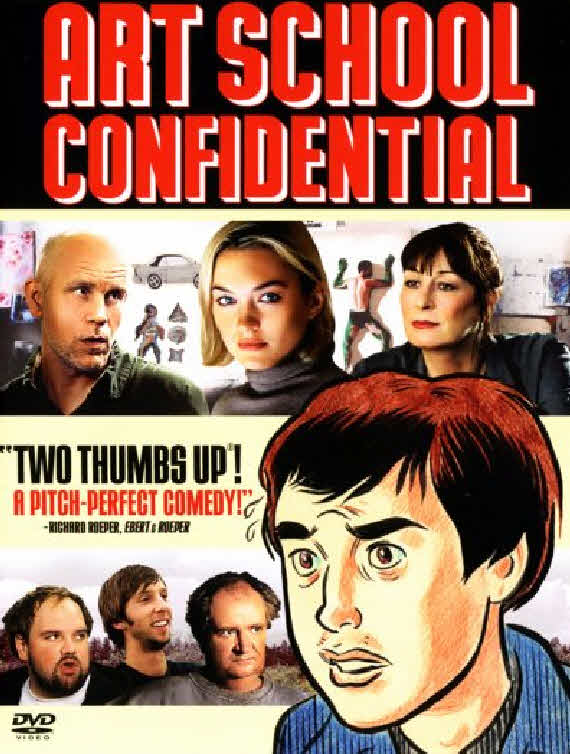 ART SCHOOL
CONFIDENTIAL
"TWO THUMBS UP®!
A PITCH-PERFECT COMEDY!"
-RICHARD ROEPER, EBERT & ROEPER
DVD
VIDEO